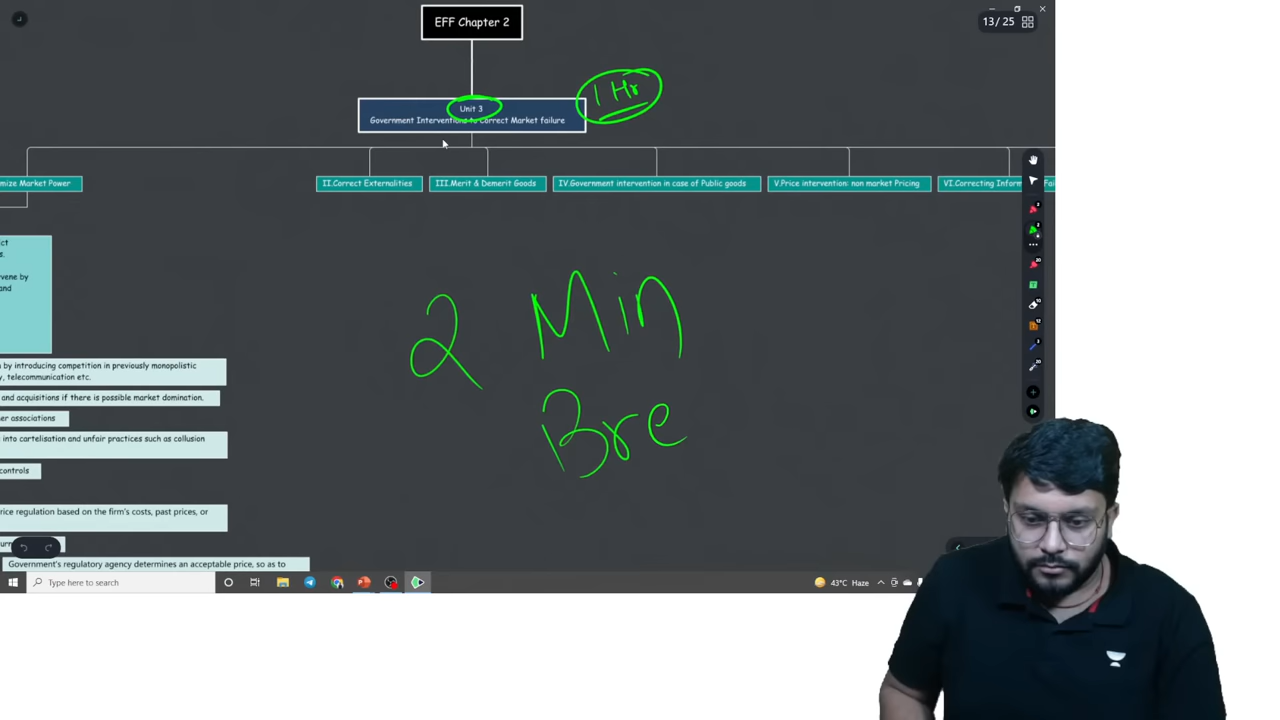 EFF Chapter 2
13/25
Unit 3
Government Interventions to Correct Market failure
1 Hr
mize Market Power
II.Correct Externalities
III.Merit & Demerit Goods
IV.Government intervention in case of Public goods
V.Price intervention: non market Pricing
VI.Correcting Inform
ct
s.
vene by
and
n by introducing competition in previously monopolistic
y, telecommunication etc.
and acquisitions if there is possible market domination.
er associations
into cartelisation and unfair practices such as collusion
controls
rice regulation based on the firm's costs, past prices, or
urn
Government's regulatory agency determines an acceptable price, so as to
2 Min
Bre
Type here to search
43°C Haze